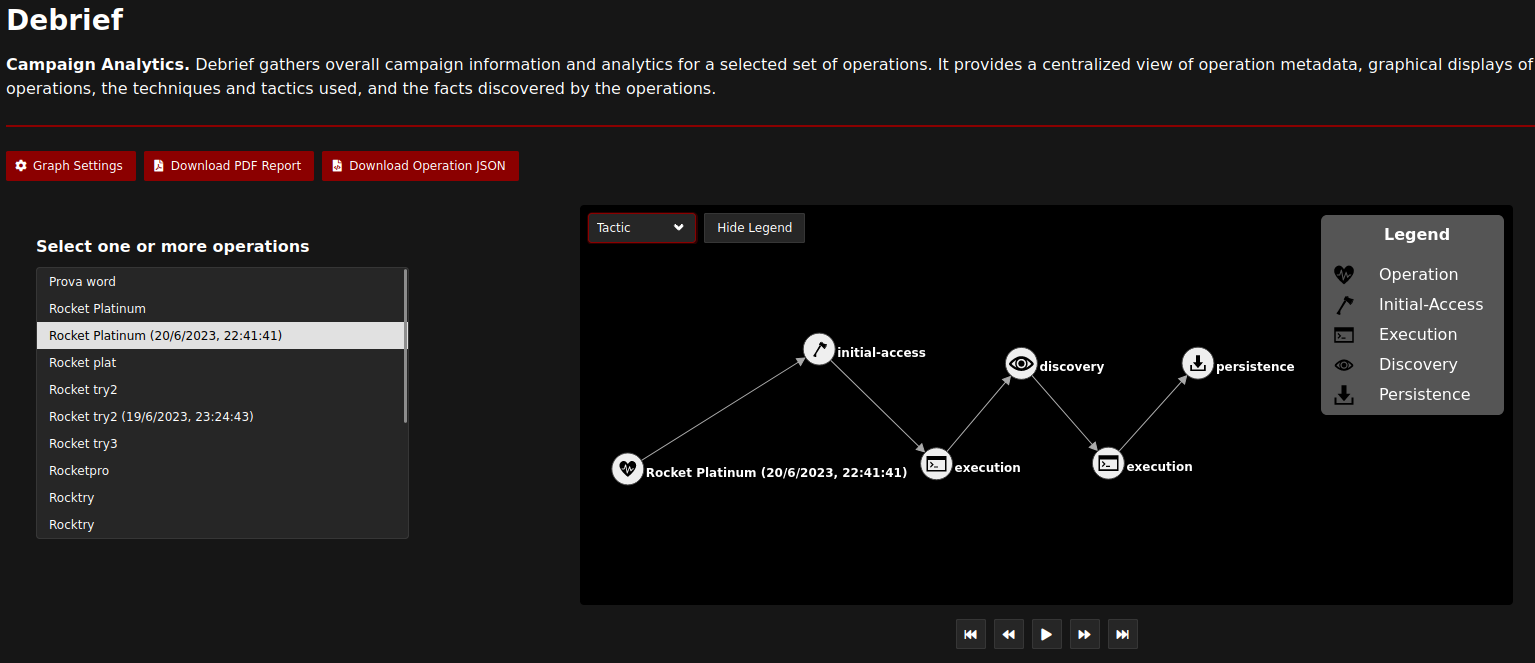 Debrief
Campaign Analytics. Debrief gathers overall campaign information and analytics for a selected set of operations. It provides a centralized view of operation metadata, graphical displays of
operations, the techniques and tactics used, and the facts discovered by the operations.
Graph Settings
Download PDF Report
Download Operation JSON
Select one or more operations
Prova word
Rocket Platinum
Rocket Platinum (20/6/2023, 22:41:41)
Rocket plat
Rocket try2
Rocket try2 (19/6/2023, 23:24:43)
Rocket try3
Rocketpro
Rocktry
Rocktry
Tactic
Hide Legend
initial-access
discovery
persistence
Rocket Platinum (20/6/2023, 22:41:41)
execution
execution
Legend
Operation
Initial-Access
Execution
Discovery
Persistence